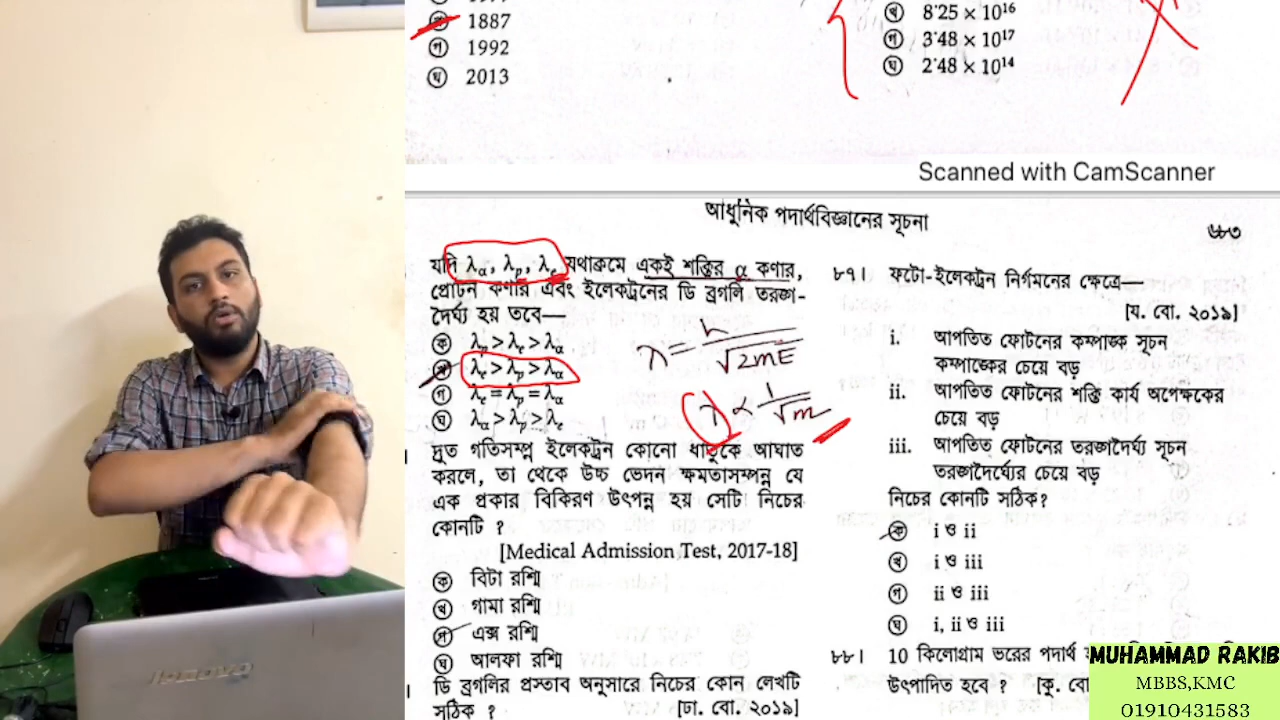 1887
গ 1992
ঘ 2013
খ 8·25 × 10¹⁶
গ 3·48 × 10¹⁷
ঘ 2·48 × 10¹⁴
Scanned with CamScanner
আধুনিক পদার্থবিজ্ঞানের সূচনা
৬৮৩
যদি λα, λp, λe যথাক্রমে একই শক্তির α কণার,
প্রোটন কণার এবং ইলেকট্রনের ডি ব্রগলি তরঙ্গ-
দৈর্ঘ্য হয় তবে—
ক λp > λe > λα
খ λe > λp > λα
গ λe = λp = λα
ঘ λα > λp > λe
λ = h/√2mE
λ ∝ 1/√m
দ্রুত গতিসম্পন্ন ইলেকট্রন কোনো ধাতুকে আঘাত
করলে, তা থেকে উচ্চ ভেদন ক্ষমতাসম্পন্ন যে
এক প্রকার বিকিরণ উৎপন্ন হয় সেটি নিচের
কোনটি ?
[Medical Admission Test, 2017-18]
ক বিটা রশ্মি
খ গামা রশ্মি
গ এক্স রশ্মি
ঘ আলফা রশ্মি
ডি ব্রগলির প্রস্তাব অনুসারে নিচের কোন লেখটি
সঠিক ? [ঢা. বো. ২০১৯]
৮৭। ফটো-ইলেকট্রন নির্গমনের ক্ষেত্রে–
[য. বো. ২০১৯]
i. আপতিত ফোটনের কম্পাঙ্ক সূচন
কম্পাঙ্কের চেয়ে বড়
ii. আপতিত ফোটনের শক্তি কার্য অপেক্ষকের
চেয়ে বড়
iii. আপতিত ফোটনের তরঙ্গদৈর্ঘ্য সূচন
তরঙ্গদৈর্ঘ্যের চেয়ে বড়
নিচের কোনটি সঠিক?
ক i ও ii
খ i ও iii
গ ii ও iii
ঘ i, ii ও iii
৮৮। 10 কিলোগ্রাম ভরের পদার্থ
উৎপাদিত হবে ? [কু. বো
MUHAMMAD RAKIB
MBBS,KMC
01910431583